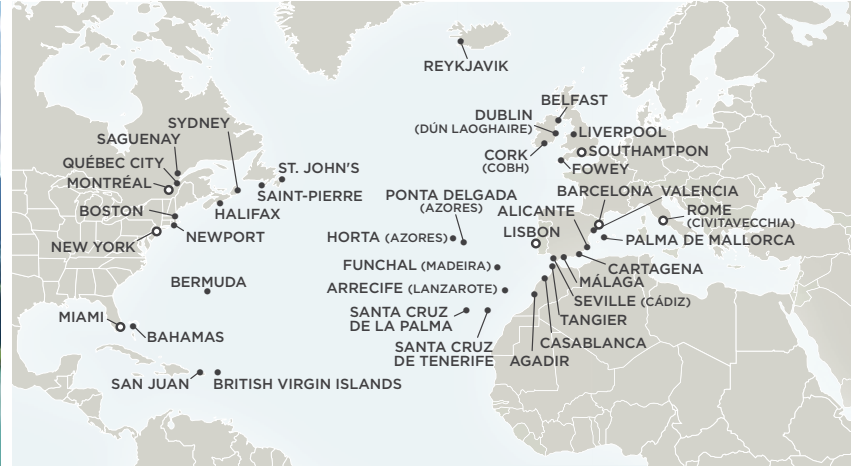 REYKJAVIK
BELFAST
DUBLIN
(DÚN LAOGHAIRE)
LIVERPOOL
SOUTHAMTPON
CORK
(COBH)
FOWEY
SYDNEY
SAGUENAY
QUÉBEC CITY
MONTRÉAL
ST. JOHN'S
SAINT-PIERRE
BOSTON
HALIFAX
NEWPORT
NEW YORK
PONTA DELGADA
(AZORES)
BARCELONA
VALENCIA
ALICANTE
LISBON
ROME
(CIVITAVECCHIA)
HORTA (AZORES)
PALMA DE MALLORCA
FUNCHAL (MADEIRA)
CARTAGENA
BERMUDA
MÁLAGA
ARRECIFE (LANZAROTE)
SEVILLE (CÁDIZ)
MIAMI
BAHAMAS
SANTA CRUZ
DE LA PALMA
TANGIER
SANTA CRUZ
DE TENERIFE
CASABLANCA
AGADIR
SAN JUAN
BRITISH VIRGIN ISLANDS